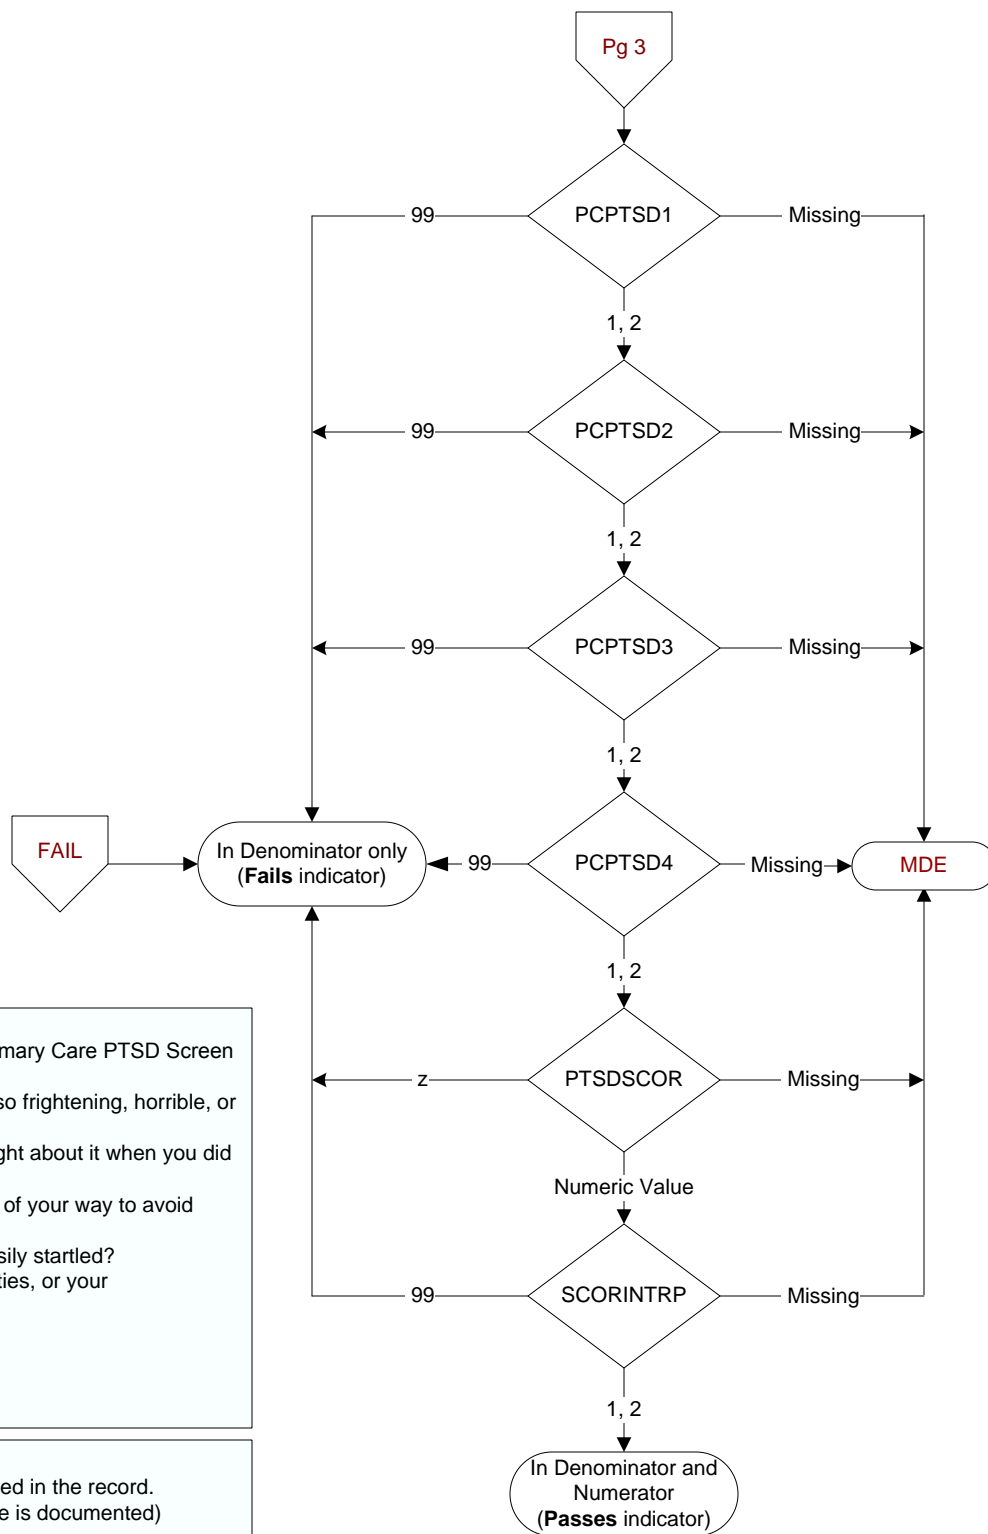 Pg 3
PCPTSD1
99
Missing
1, 2
PCPTSD2
99
Missing
1, 2
PCPTSD3
99
Missing
1, 2
FAIL
In Denominator only
(Fails indicator)
99
PCPTSD4
Missing
MDE
1, 2
PTSDSCOR
z
Missing
Numeric Value
SCORINTRP
99
Missing
1, 2
In Denominator and
Numerator
(Passes indicator)
mary Care PTSD Screen
so frightening, horrible, or
ght about it when you did
of your way to avoid
sily startled?
ties, or your
ed in the record.
e is documented)